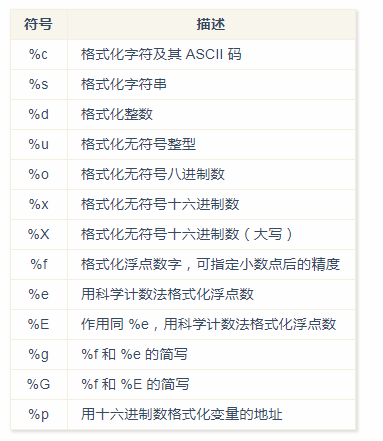 符号 描述
%c 格式化字符及其 ASCII 码
%s 格式化字符串
%d 格式化整数
%u 格式化无符号整型
%o 格式化无符号八进制数
%x 格式化无符号十六进制数
%X 格式化无符号十六进制数（大写）
%f 格式化浮点数字，可指定小数点后的精度
%e 用科学计数法格式化浮点数
%E 作用同 %e，用科学计数法格式化浮点数
%g %f 和 %e 的简写
%G %f 和 %E 的简写
%p 用十六进制数格式化变量的地址